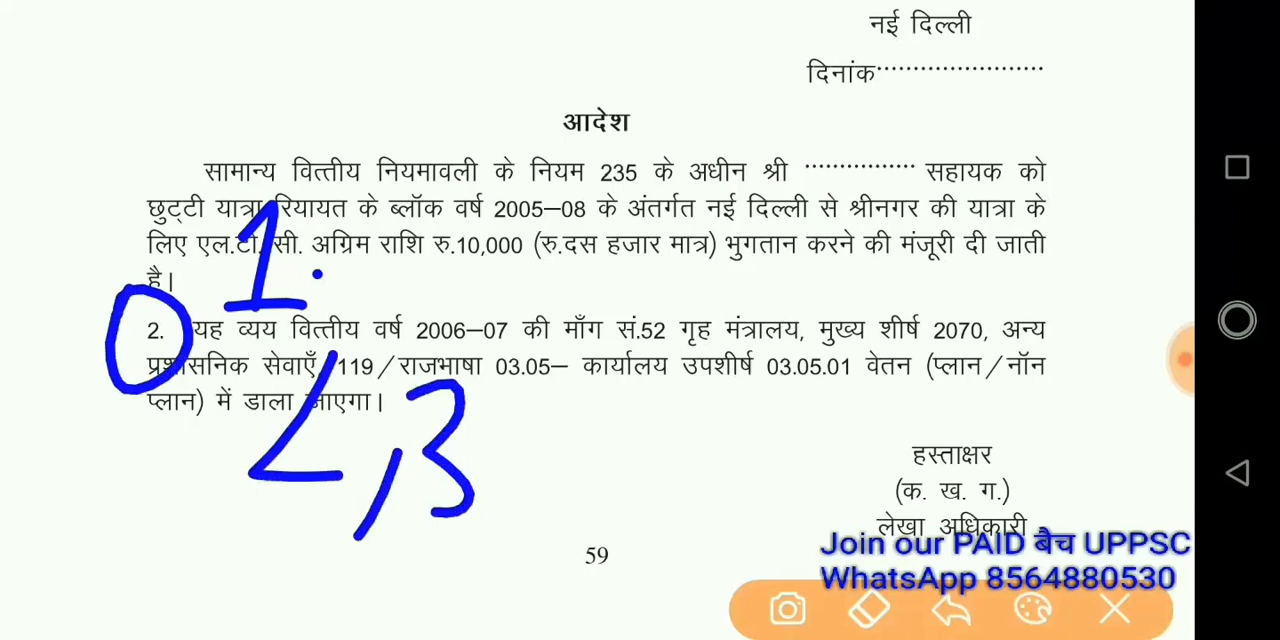 नई दिल्ली
दिनांक.......................
आदेश
सामान्य वित्तीय नियमावली के नियम 235 के अधीन श्री ................ सहायक को
छुट्टी यात्रा रियायत के ब्लॉक वर्ष 2005–08 के अंतर्गत नई दिल्ली से श्रीनगर की यात्रा के
लिए एल.टी. सी. अग्रिम राशि रु.10,000 (रु.दस हजार मात्र) भुगतान करने की मंजूरी दी जाती
है।
1.
2. यह व्यय वित्तीय वर्ष 2006–07 की माँग सं.52 गृह मंत्रालय, मुख्य शीर्ष 2070, अन्य
प्रशासनिक सेवाएँ, 119/राजभाषा 03.05– कार्यालय उपशीर्ष 03.05.01 वेतन (प्लान/नॉन
प्लान) में डाला जाएगा।
2,3
हस्ताक्षर
(क. ख. ग.)
लेखा अधिकारी
59
Join our PAID बैच UPPSC
WhatsApp 8564880530